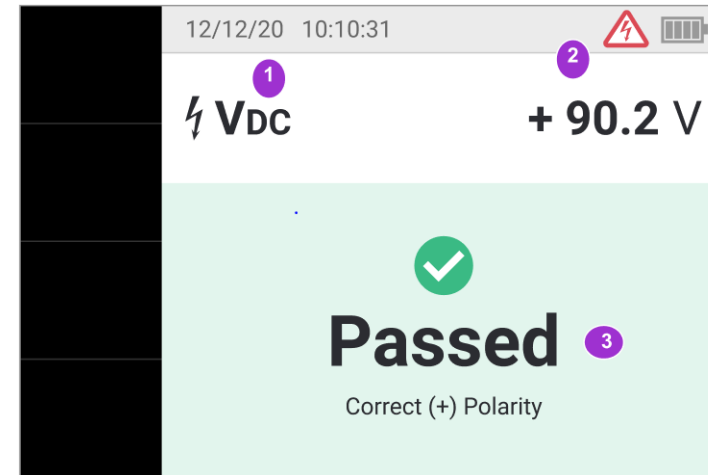 12/12/20 10:10:31
1
2
VDC
+ 90.2 V
Passed
3
Correct (+) Polarity